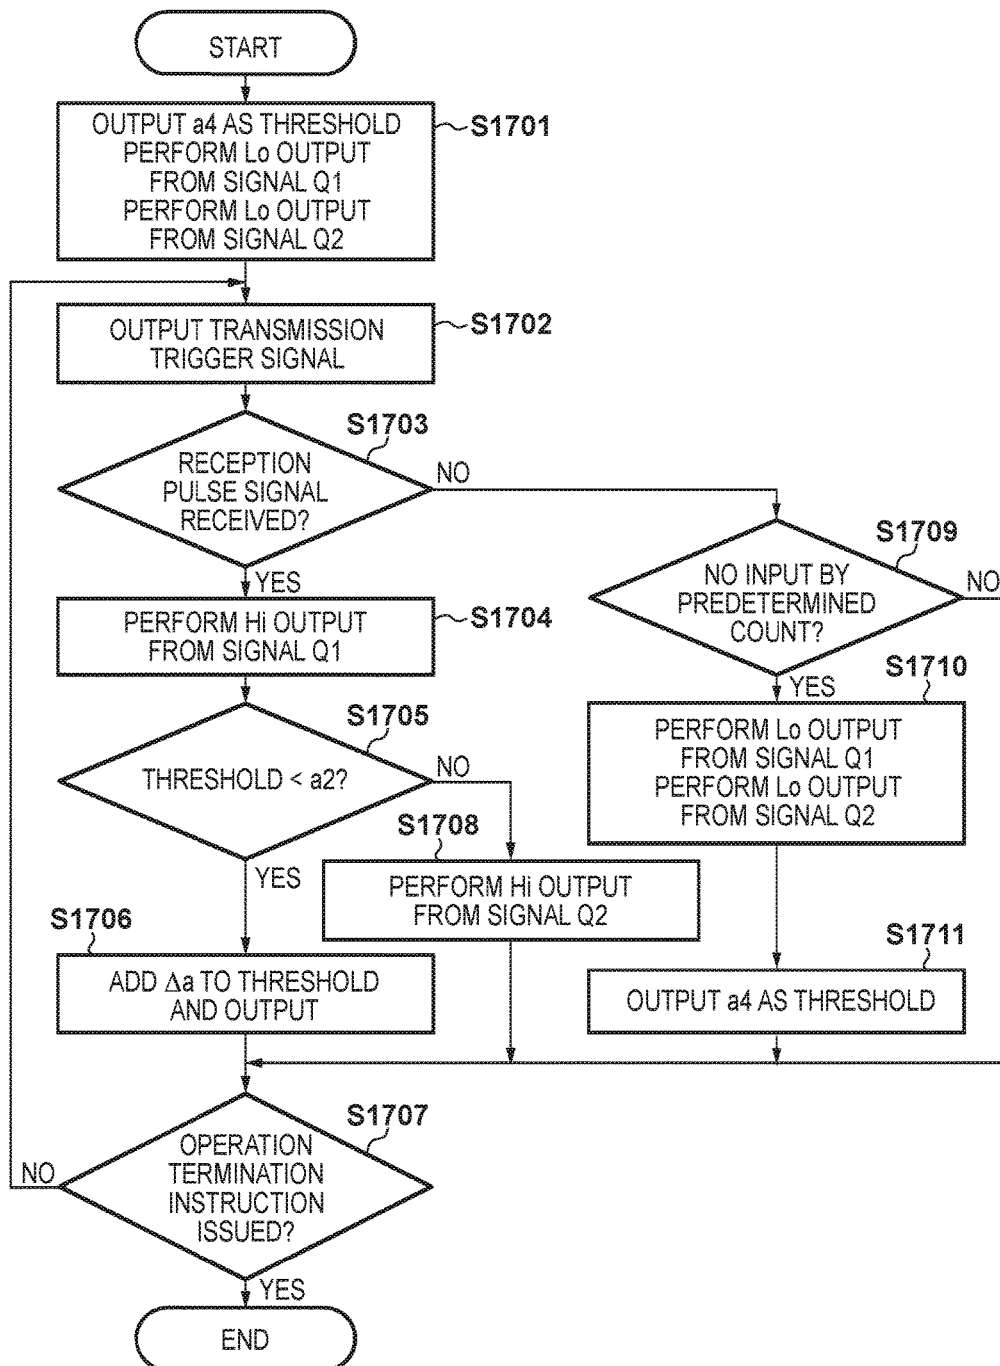 START
OUTPUT a4 AS THRESHOLD
PERFORM Lo OUTPUT
FROM SIGNAL Q1
PERFORM Lo OUTPUT
FROM SIGNAL Q2
S1701
OUTPUT TRANSMISSION
TRIGGER SIGNAL
S1702
S1703
RECEPTION
PULSE SIGNAL
RECEIVED?
NO
YES
S1709
NO INPUT BY
PREDETERMINED
COUNT?
NO
YES
PERFORM Hi OUTPUT
FROM SIGNAL Q1
S1704
S1710
PERFORM Lo OUTPUT
FROM SIGNAL Q1
PERFORM Lo OUTPUT
FROM SIGNAL Q2
S1705
THRESHOLD < a2?
NO
YES
S1708
PERFORM Hi OUTPUT
FROM SIGNAL Q2
S1706
ADD Δa TO THRESHOLD
AND OUTPUT
S1711
OUTPUT a4 AS THRESHOLD
S1707
OPERATION
TERMINATION
INSTRUCTION
ISSUED?
NO
YES
END